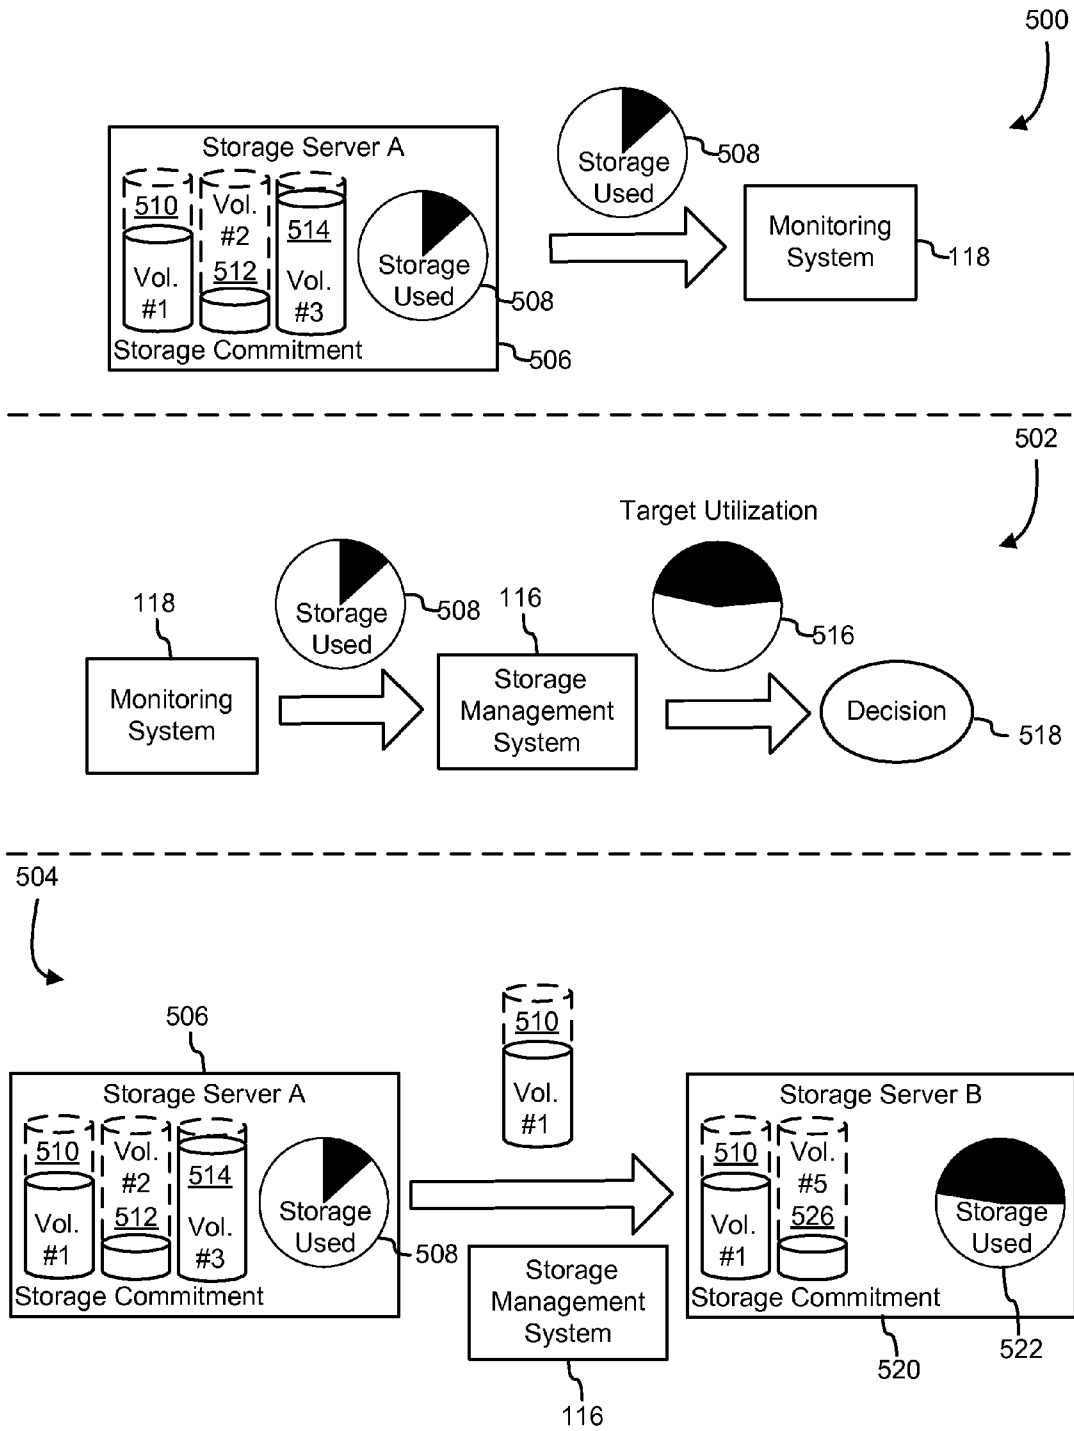 500
Storage Server A
510
Vol.
#1
Vol.
#2
512
514
Vol.
#3
Storage
Used
508
Storage Commitment
506
Storage
Used
508
Monitoring
System
118
502
Target Utilization
118
Monitoring
System
Storage
Used
508
116
Storage
Management
System
516
Decision
518
504
506
Storage Server A
510
Vol.
#1
Vol.
#2
512
514
Vol.
#3
Storage
Used
508
Storage Commitment
510
Vol.
#1
Storage
Management
System
116
Storage Server B
510
Vol.
#1
Vol.
#5
526
Storage
Used
Storage Commitment
522
520